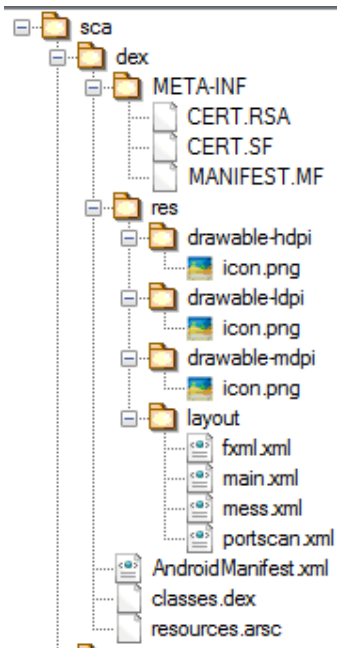 sca
dex
META-INF
CERT.RSA
CERT.SF
MANIFEST.MF
res
drawable-hdpi
icon.png
drawable-ldpi
icon.png
drawable-mdpi
icon.png
layout
fxml.xml
main.xml
mess.xml
portscan.xml
AndroidManifest.xml
classes.dex
resources.arsc